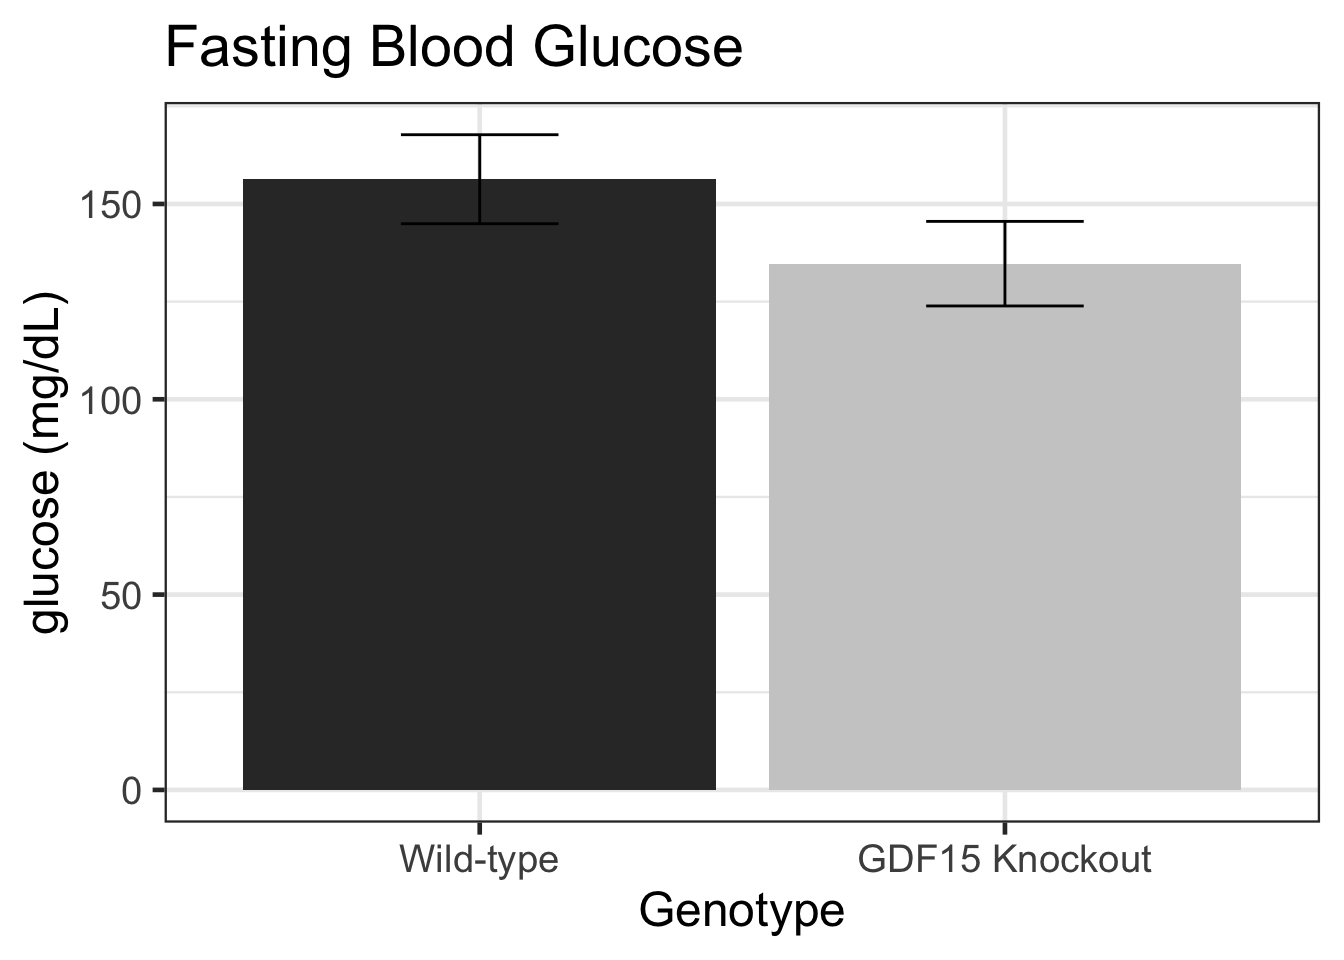 Fasting Blood Glucose
glucose (mg/dL)
150
100
50
0
Wild-type
GDF15 Knockout
Genotype